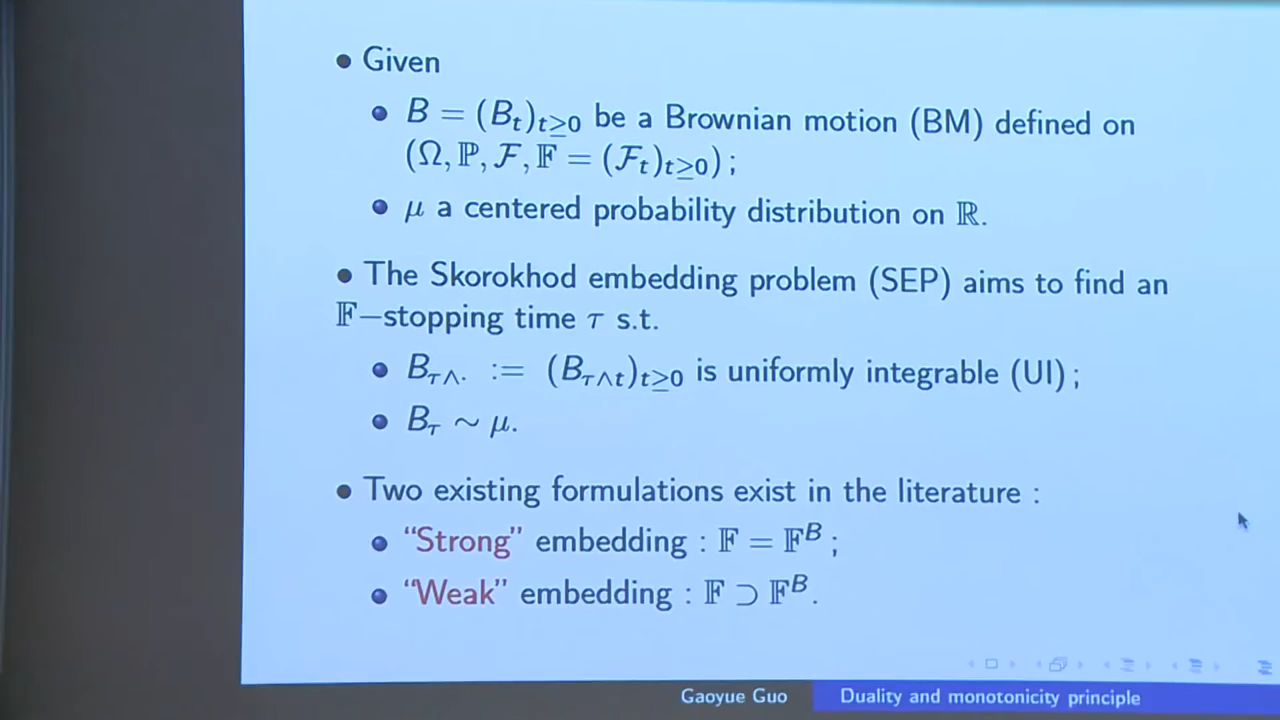 • Given
• B = (B_t)_{t≥0} be a Brownian motion (BM) defined on
(Ω, ℙ, ℱ, 𝔽 = (ℱ_t)_{t≥0}) ;
• μ a centered probability distribution on ℝ.
• The Skorokhod embedding problem (SEP) aims to find an
𝔽−stopping time τ s.t.
• B_{τ∧·} := (B_{τ∧t})_{t≥0} is uniformly integrable (UI) ;
• B_τ ∼ μ.
• Two existing formulations exist in the literature :
• “Strong” embedding : 𝔽 = 𝔽^B ;
• “Weak” embedding : 𝔽 ⊃ 𝔽^B.
Gaoyue Guo Duality and monotonicity principle